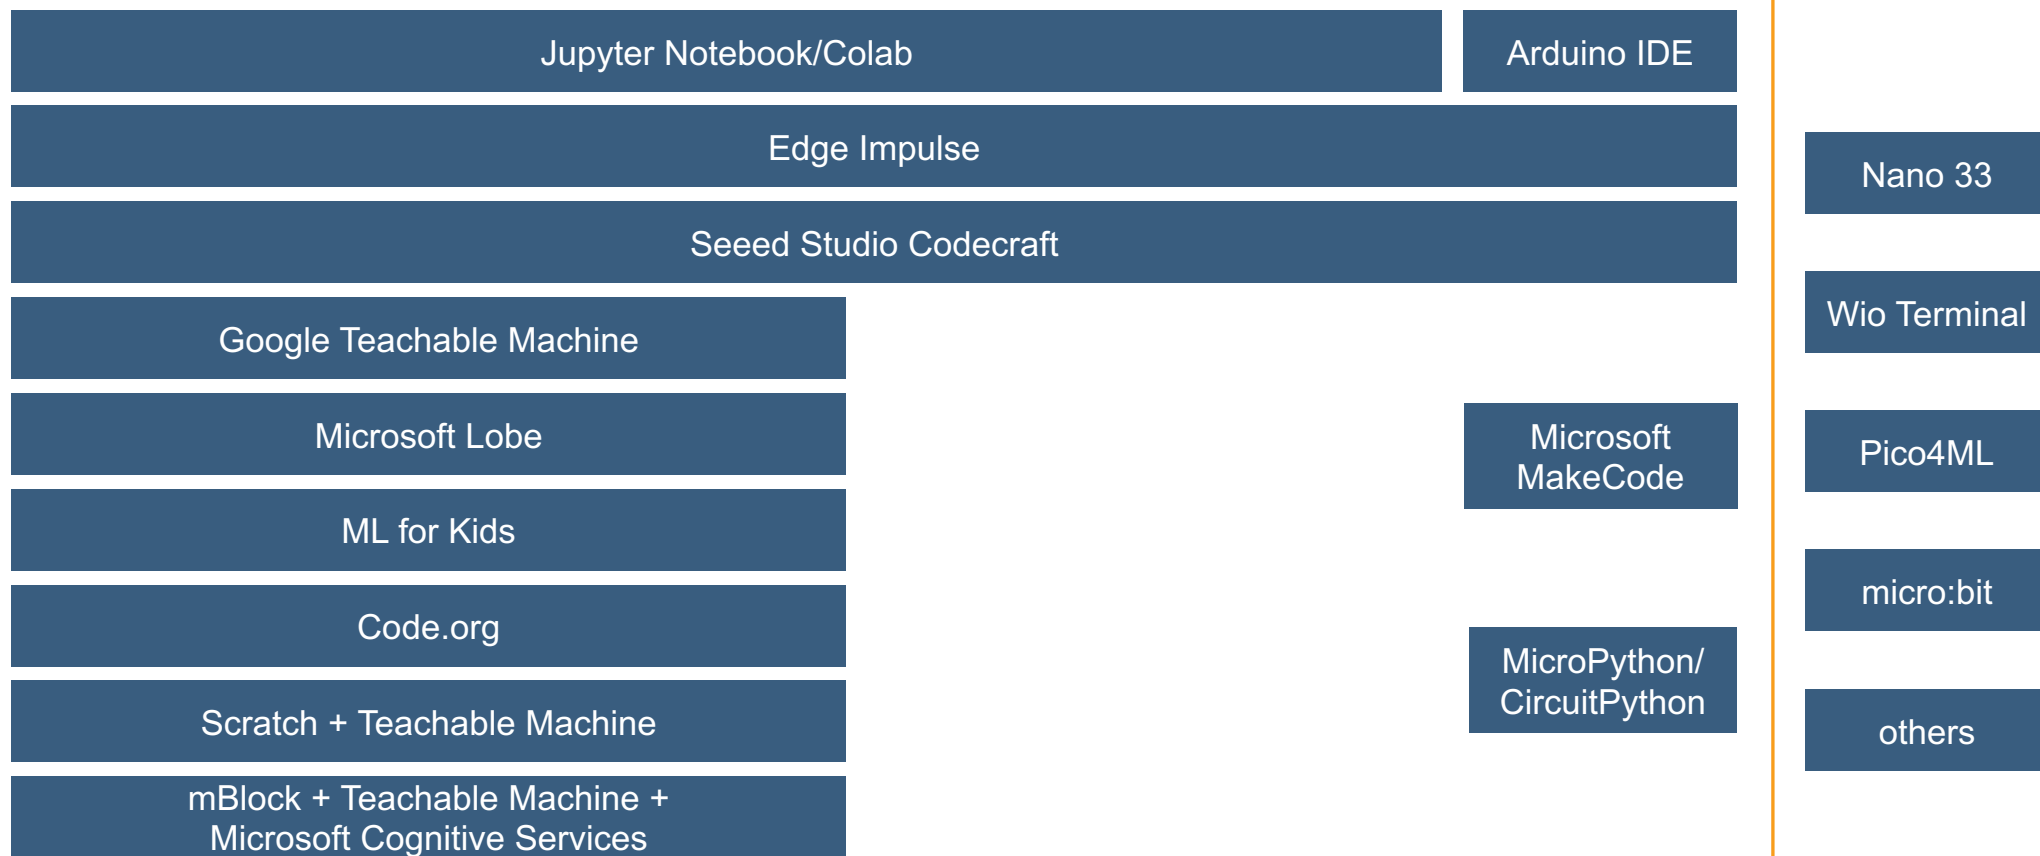 Jupyter Notebook/Colab
Arduino IDE
Edge Impulse
Seeed Studio Codecraft
Google Teachable Machine
Microsoft Lobe
ML for Kids
Code.org
Scratch + Teachable Machine
mBlock + Teachable Machine +
Microsoft Cognitive Services
Microsoft
MakeCode
MicroPython/
CircuitPython
Nano 33
Wio Terminal
Pico4ML
micro:bit
others